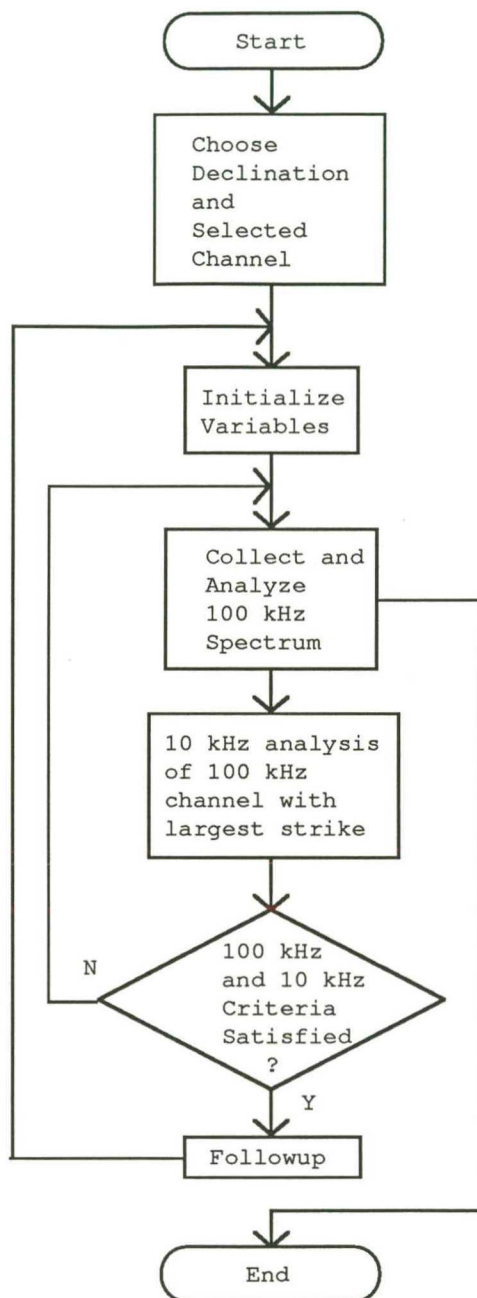 Start
Choose
Declination
and
Selected
Channel
Initialize
Variables
Collect and
Analyze
100 kHz
Spectrum
10 kHz analysis
of 100 kHz
channel with
largest strike
100 kHz
and 10 kHz
Criteria
Satisfied
?
N
Y
Followup
End